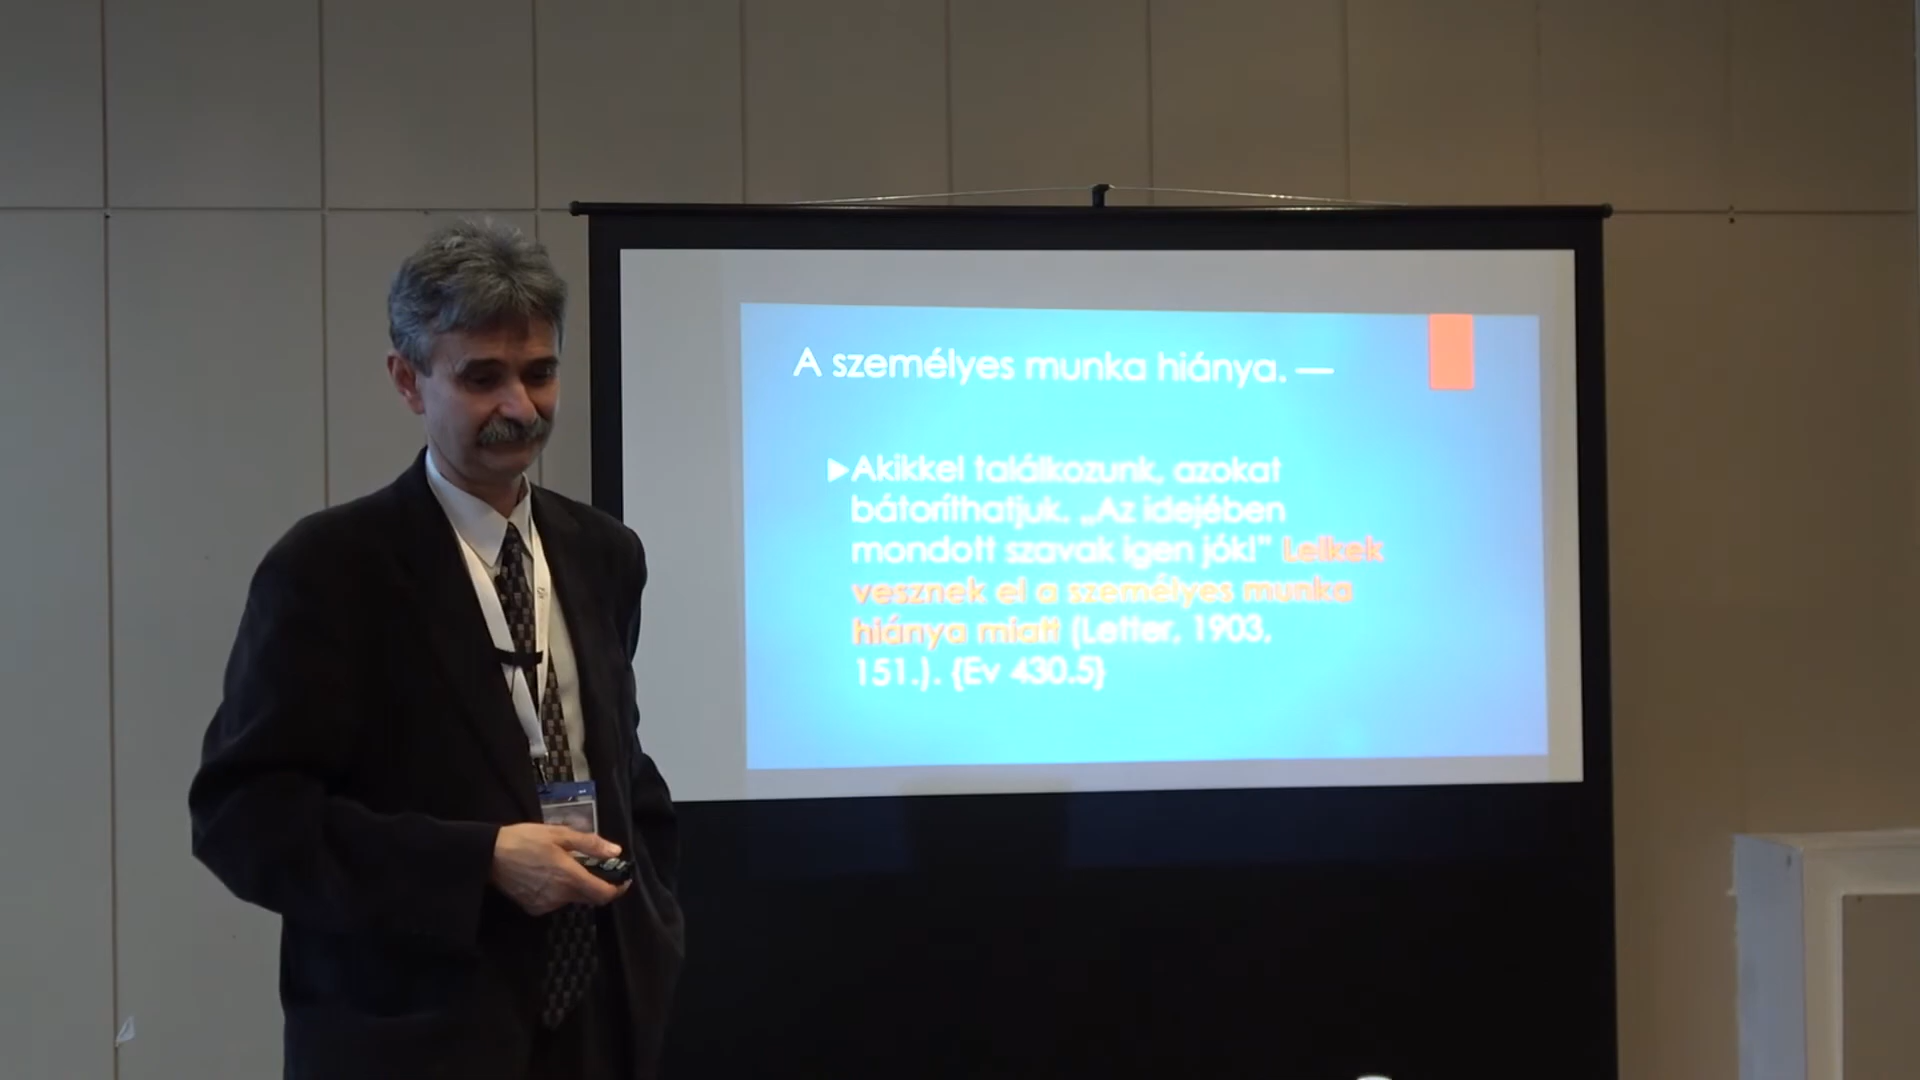 A személyes munka hiánya. —
▶Akikkel találkozunk, azokat
bátoríthatjuk. „Az idejében
mondott szavak igen jók!” Lelkek
vesznek el a személyes munka
hiánya miatt (Letter, 1903,
151.). {Ev 430.5}